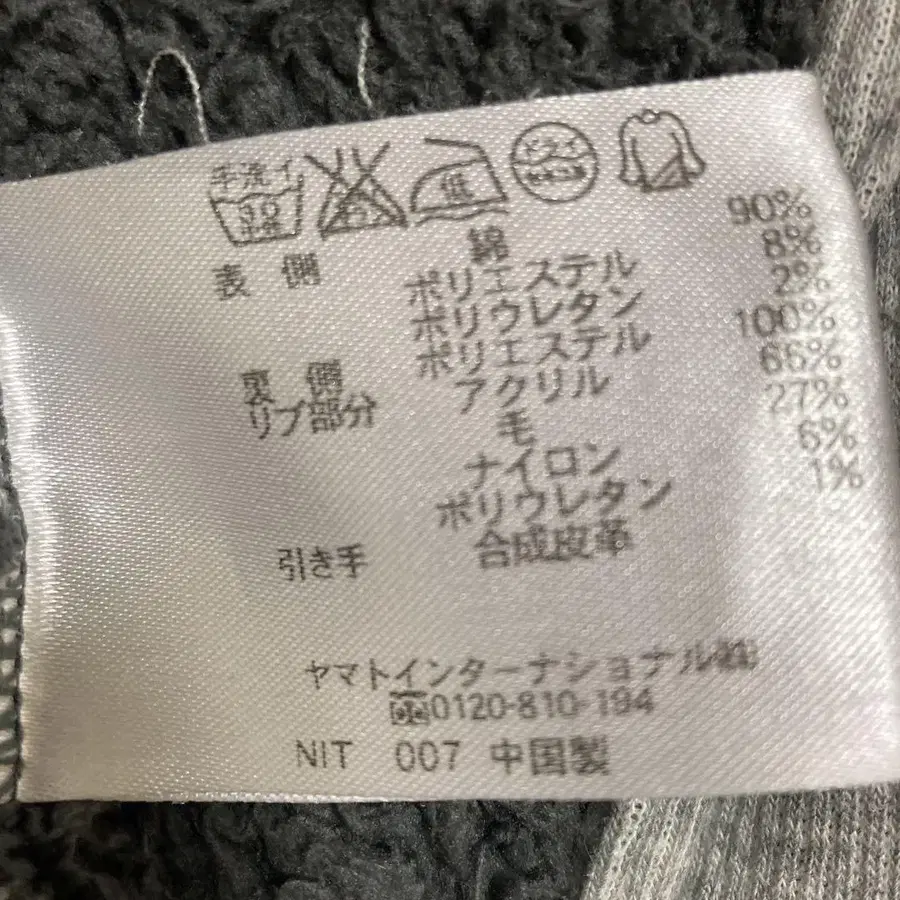 手洗イ
30
低
ドライ
表側 綿 90%
ポリエステル 8%
ポリウレタン 2%
裏側 ポリエステル 100%
リブ部分 アクリル 66%
毛 27%
ナイロン 6%
ポリウレタン 1%
引き手 合成皮革
ヤマトインターナショナル㈱
0120-810-194
NIT 007 中国製